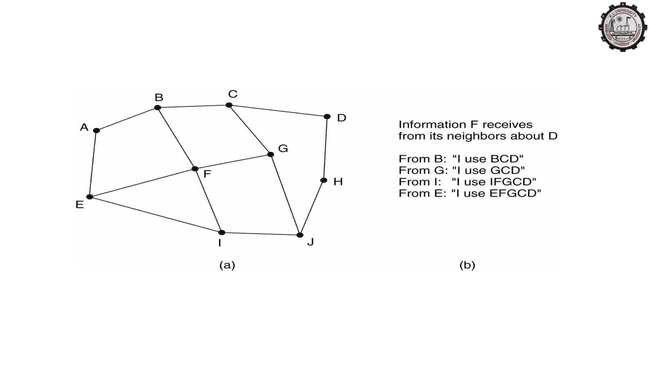 B
C
A
D
G
F
H
E
I
J
(a)
Information F receives
from its neighbors about D
From B: "I use BCD"
From G: "I use GCD"
From I: "I use IFGCD"
From E: "I use EFGCD"
(b)